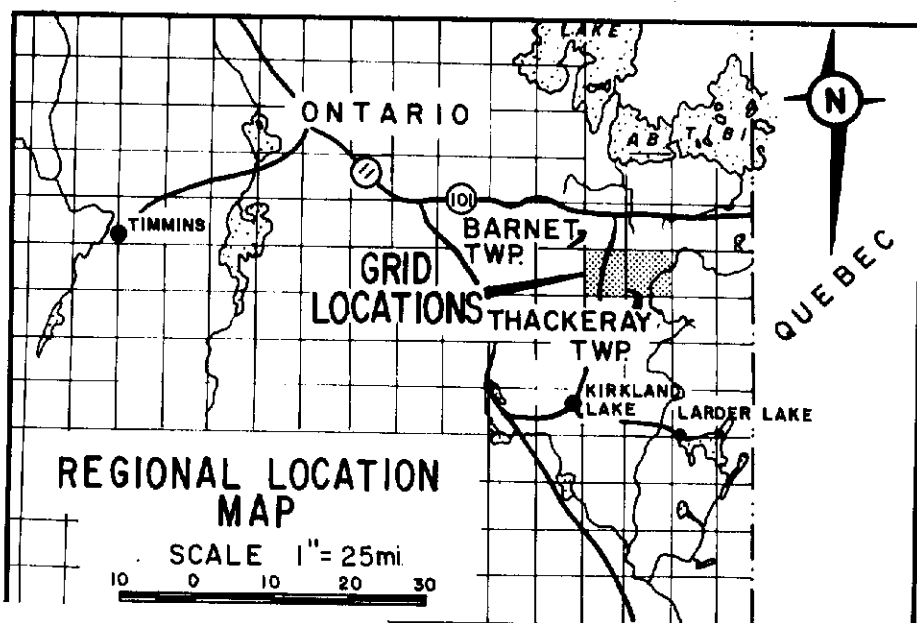 LAKE
ONTARIO
ABITIBI
11
101
N
TIMMINS
BARNET
TWP.
R
QUEBEC
GRID
LOCATIONS
THACKERAY
TWP.
KIRKLAND
LAKE
LARDER LAKE
REGIONAL LOCATION
MAP
SCALE 1"= 25mi
10 0 10 20 30